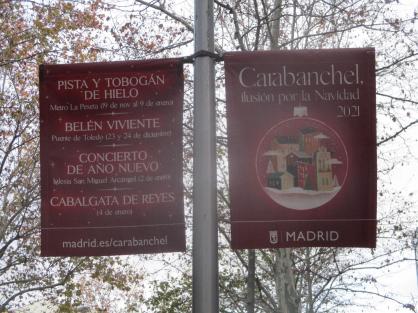 PISTA Y TOBOGÁN
DE HIELO
Metro La Peseta (19 de nov al 9 de enero)
BELÉN VIVIENTE
Puente de Toledo (23 y 24 de diciembre)
CONCIERTO
DE AÑO NUEVO
Iglesia San Miguel Arcángel (2 de enero)
CABALGATA DE REYES
(4 de enero)
madrid.es/carabanchel
Carabanchel,
ilusión por la Navidad
2021
MADRID